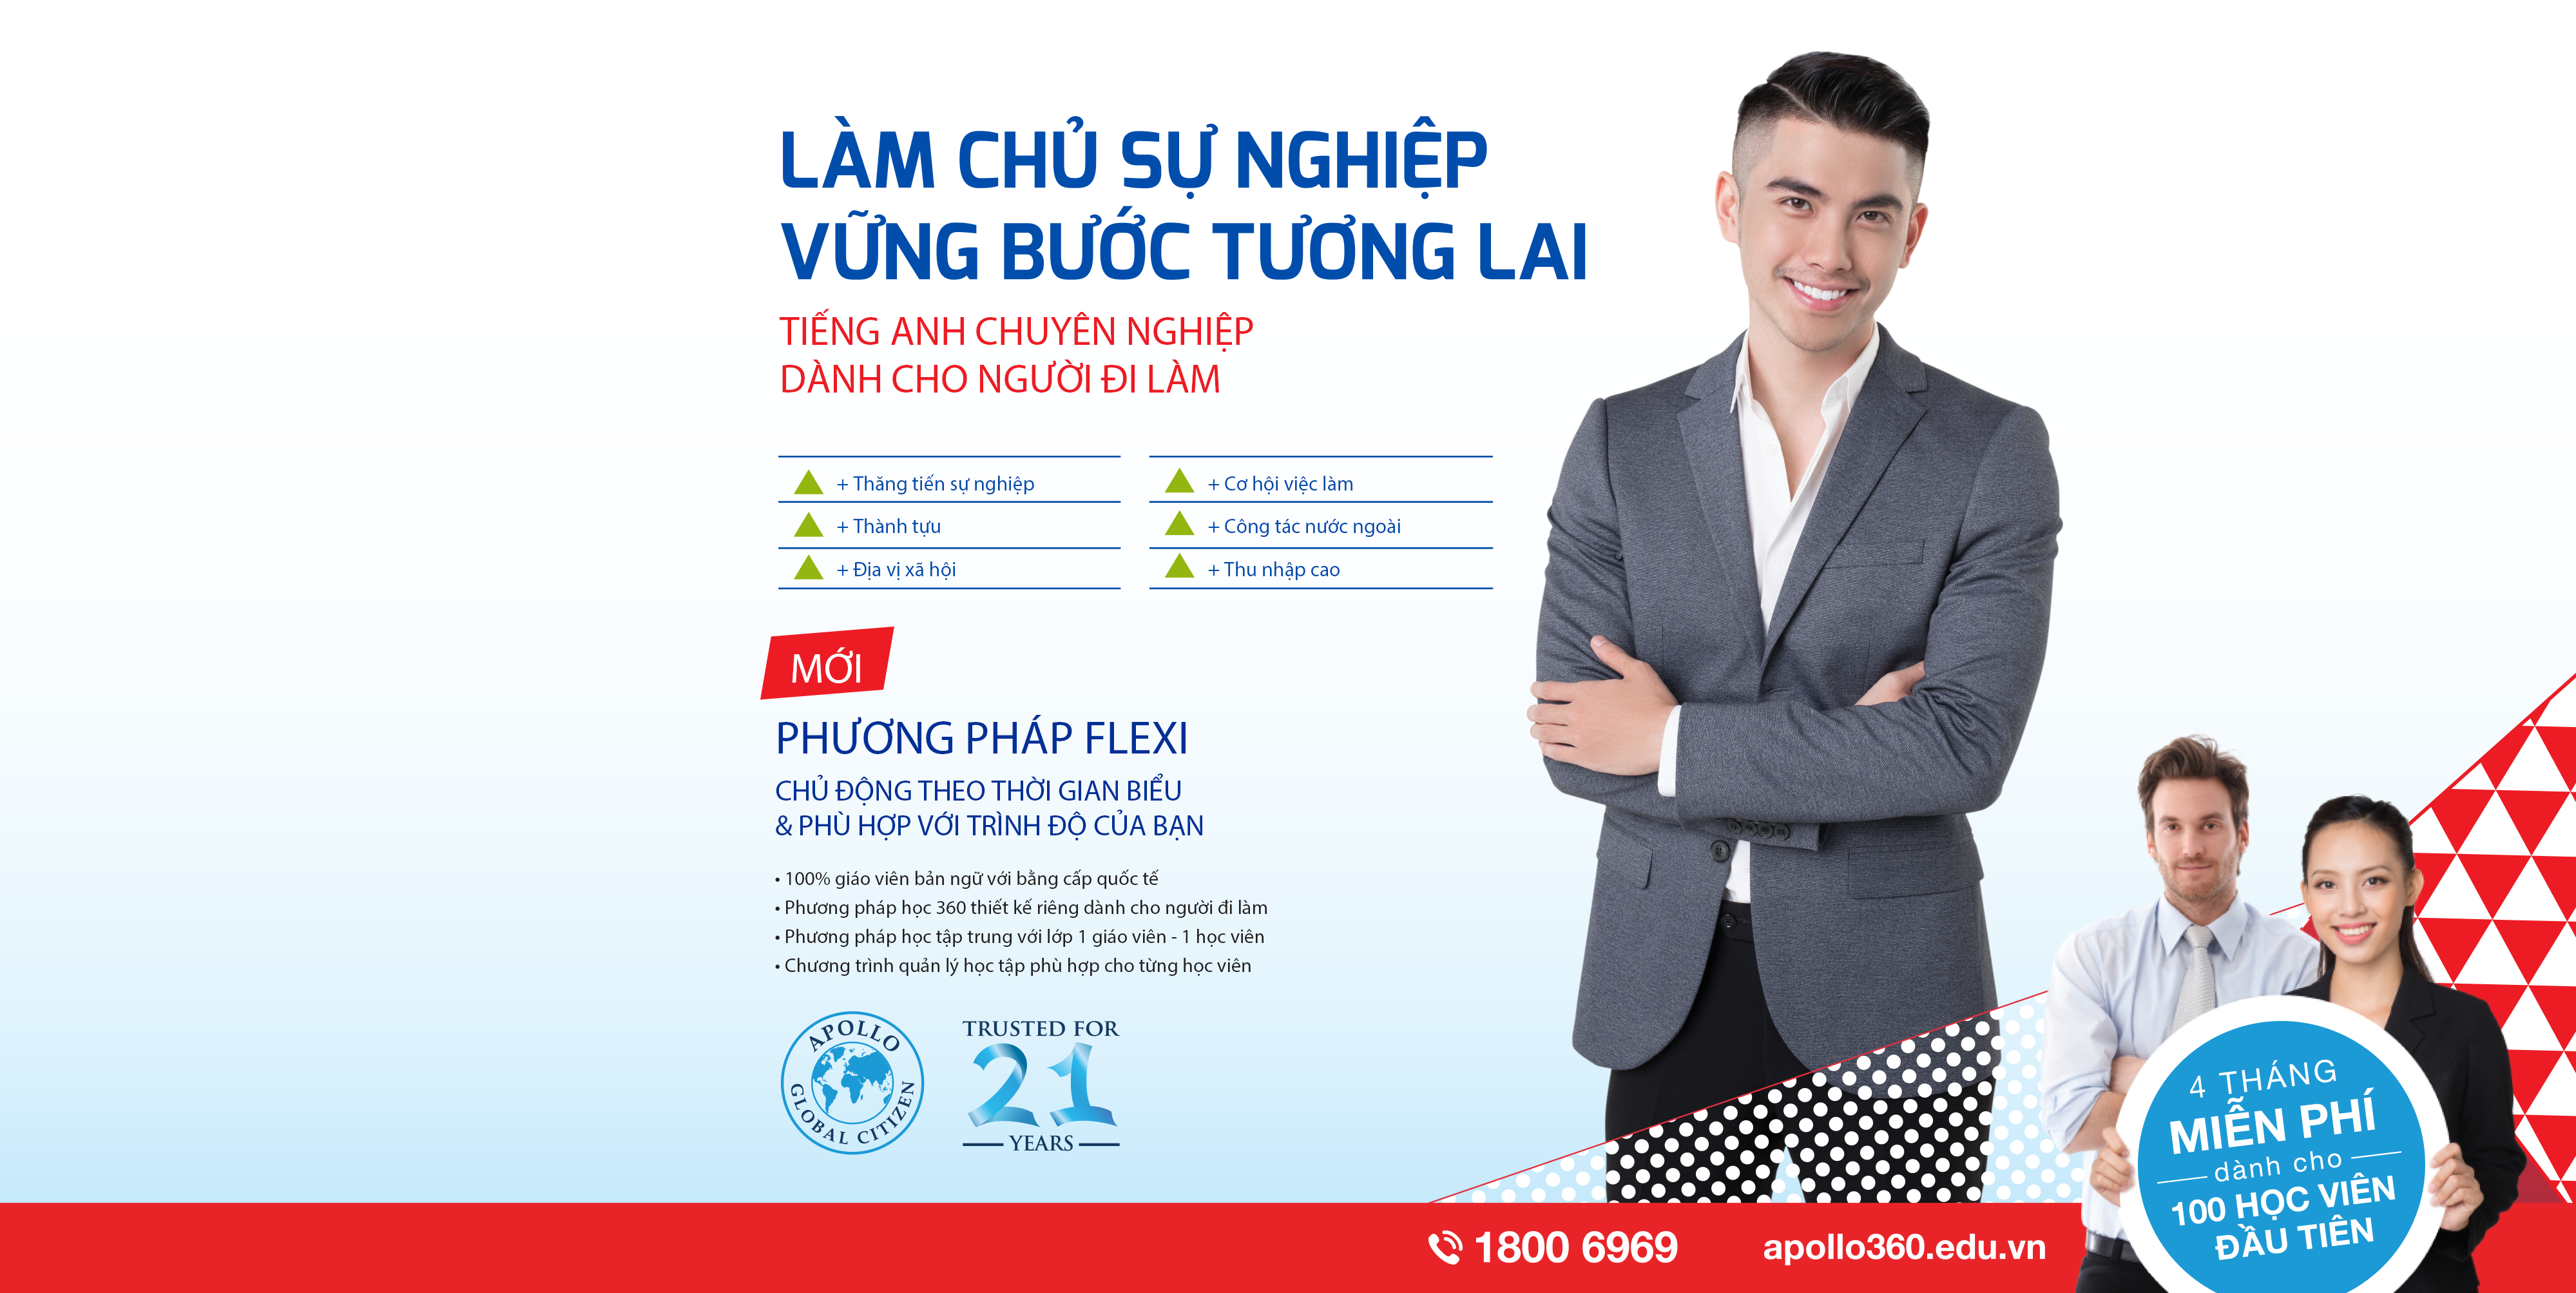 LÀM CHỦ SỰ NGHIỆP
VỮNG BƯỚC TƯƠNG LAI
TIẾNG ANH CHUYÊN NGHIỆP
DÀNH CHO NGƯỜI ĐI LÀM
+ Thăng tiến sự nghiệp
+ Thành tựu
+ Địa vị xã hội
+ Cơ hội việc làm
+ Công tác nước ngoài
+ Thu nhập cao
MỚI
PHƯƠNG PHÁP FLEXI
CHỦ ĐỘNG THEO THỜI GIAN BIỂU
& PHÙ HỢP VỚI TRÌNH ĐỘ CỦA BẠN
• 100% giáo viên bản ngữ với bằng cấp quốc tế
• Phương pháp học 360 thiết kế riêng dành cho người đi làm
• Phương pháp học tập trung với lớp 1 giáo viên - 1 học viên
• Chương trình quản lý học tập phù hợp cho từng học viên
APOLLO
GLOBAL CITIZEN
TRUSTED FOR
21
YEARS
4 THÁNG
MIỄN PHÍ
dành cho
100 HỌC VIÊN
ĐẦU TIÊN
1800 6969
apollo360.edu.vn